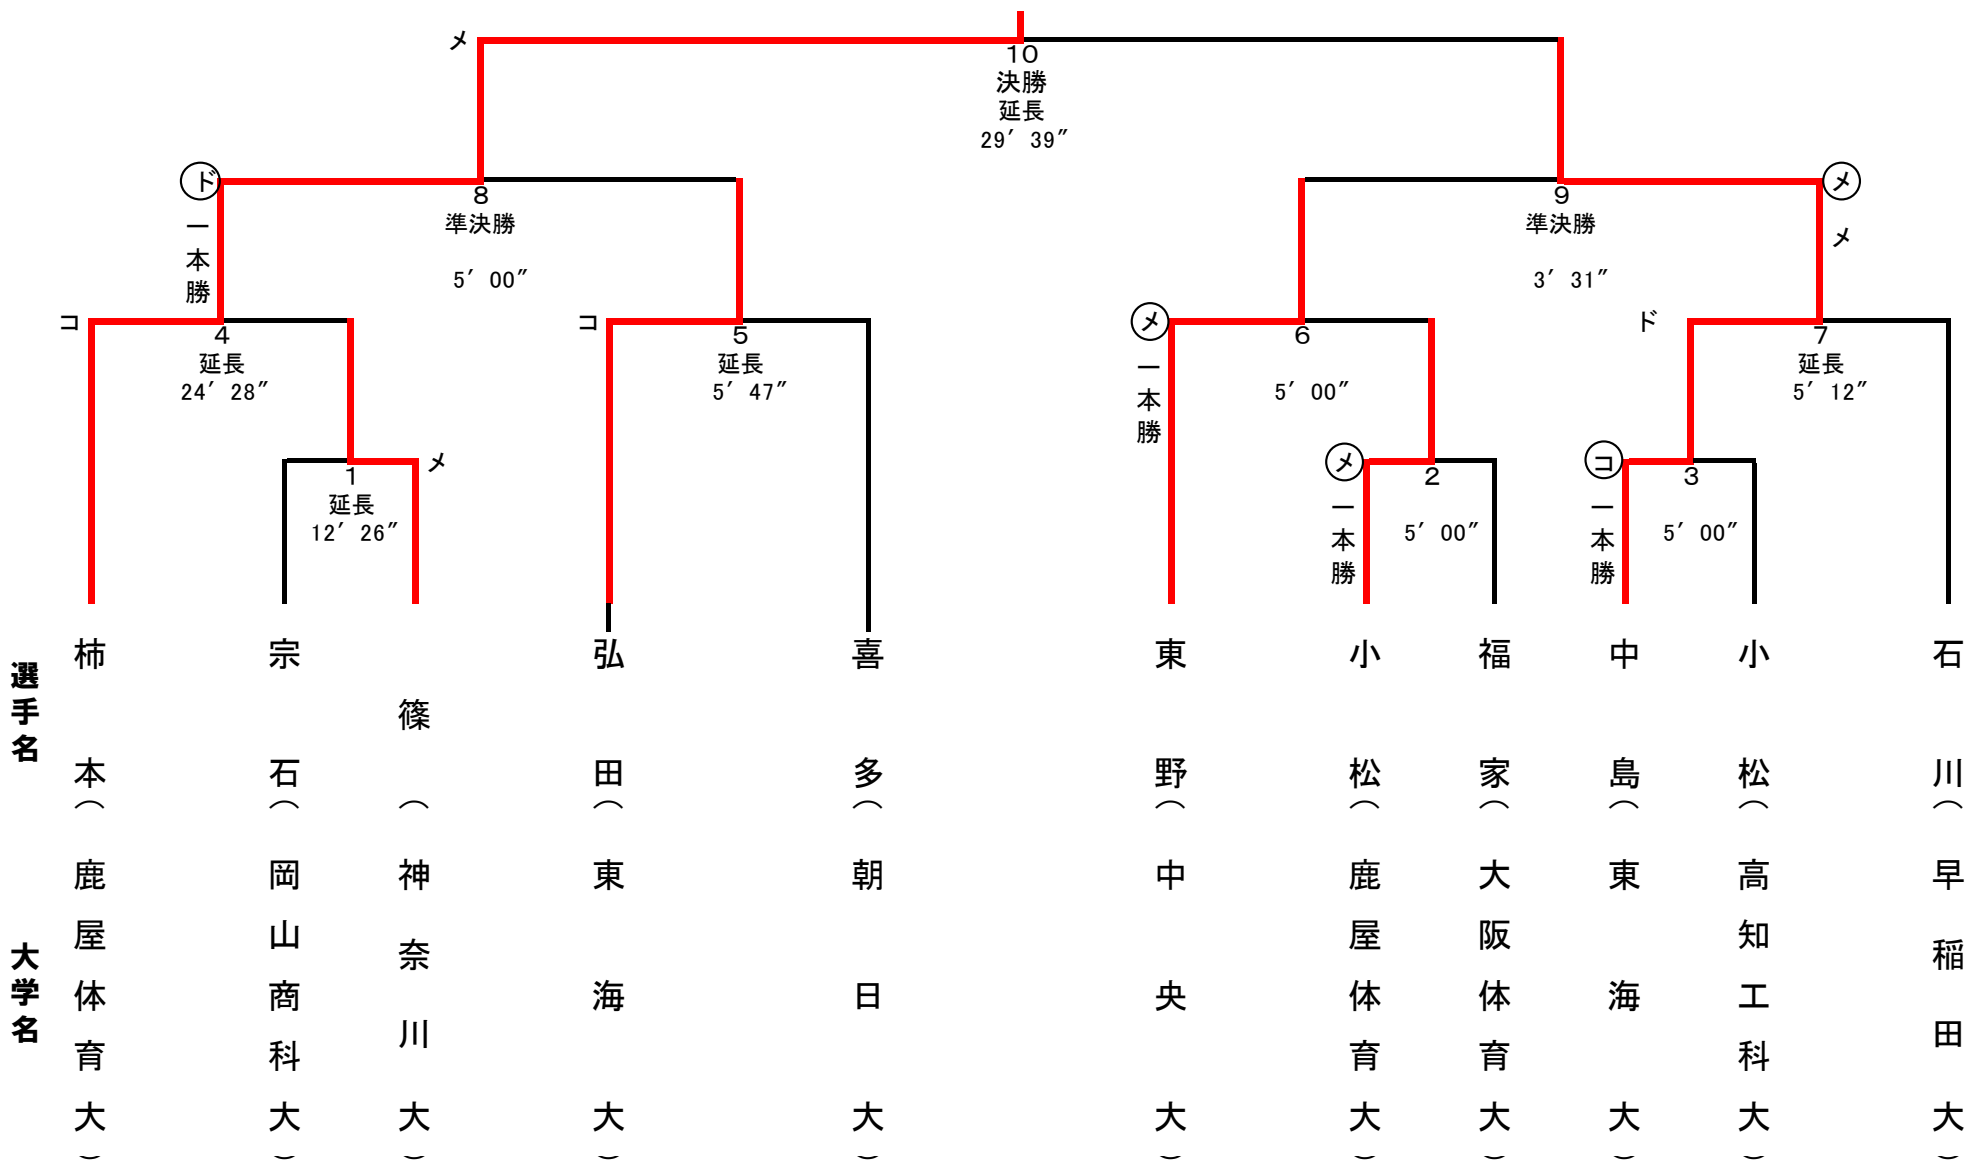 メ
10
決勝
延長
29′ 39″
ド
一本勝
8
準決勝
5′ 00″
9
準決勝
3′ 31″
メ
メ
コ
4
延長
24′ 28″
コ
5
延長
5′ 47″
メ
一本勝
6
5′ 00″
ド
7
延長
5′ 12″
1
延長
12′ 26″
メ
メ
一本勝
2
5′ 00″
コ
一本勝
3
5′ 00″
選手名
大学名
柿本(鹿屋体育大)
宗石(岡山商科大)
篠(神奈川大)
弘田(東海大)
喜多(朝日大)
東野(中央大)
小松(鹿屋体育大)
福家(大阪体育大)
中島(東海大)
小松(高知工科大)
石川(早稲田大)